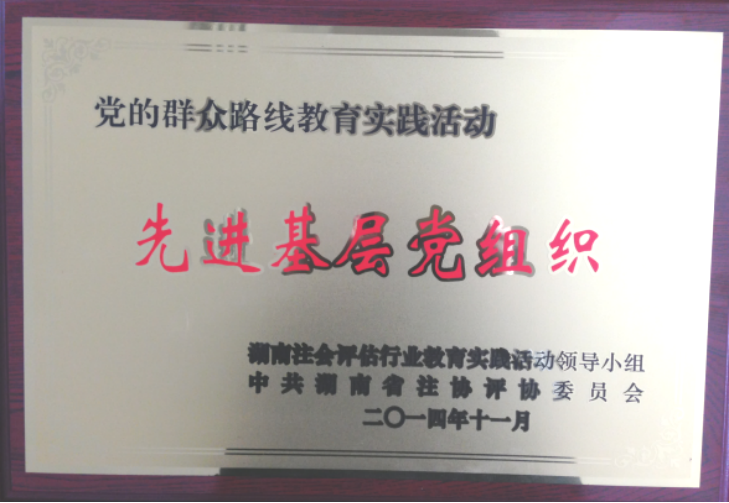 党的群众路线教育实践活动
先进基层党组织
湖南注会评估行业教育实践活动领导小组
中共湖南省注协评协委员会
二〇一四年十一月